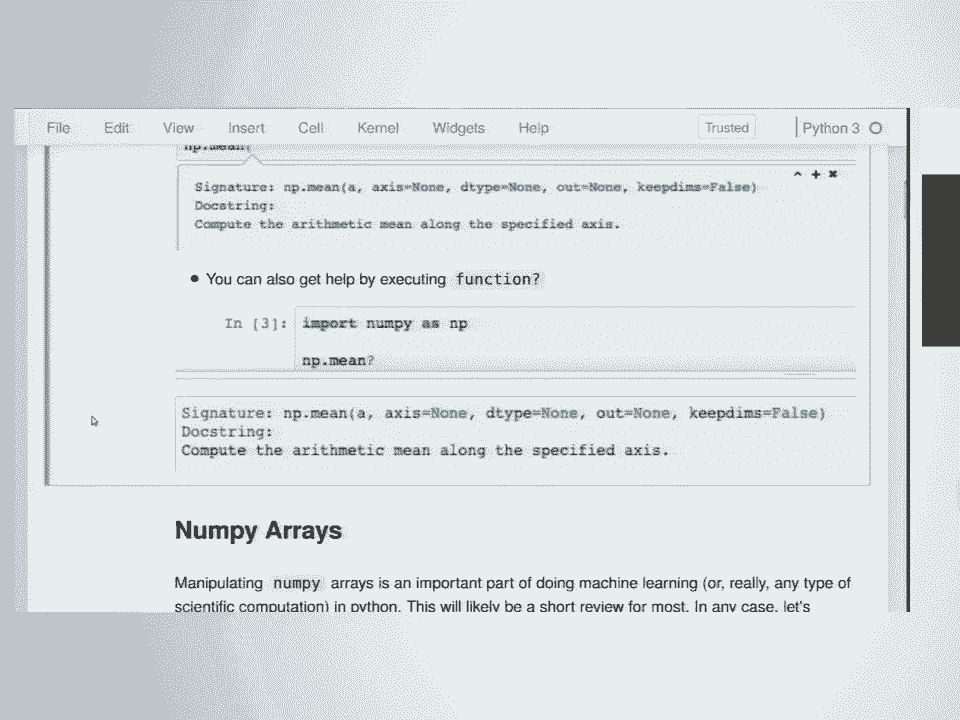 File Edit View Insert Cell Kernel Widgets Help Trusted Python 3
np.mean(
Signature: np.mean(a, axis=None, dtype=None, out=None, keepdims=False)
Docstring:
Compute the arithmetic mean along the specified axis.
You can also get help by executing function?
In [3]: import numpy as np
np.mean?
Signature: np.mean(a, axis=None, dtype=None, out=None, keepdims=False)
Docstring:
Compute the arithmetic mean along the specified axis.
Numpy Arrays
Manipulating numpy arrays is an important part of doing machine learning (or, really, any type of
scientific computation) in python. This will likely be a short review for most. In any case, let's